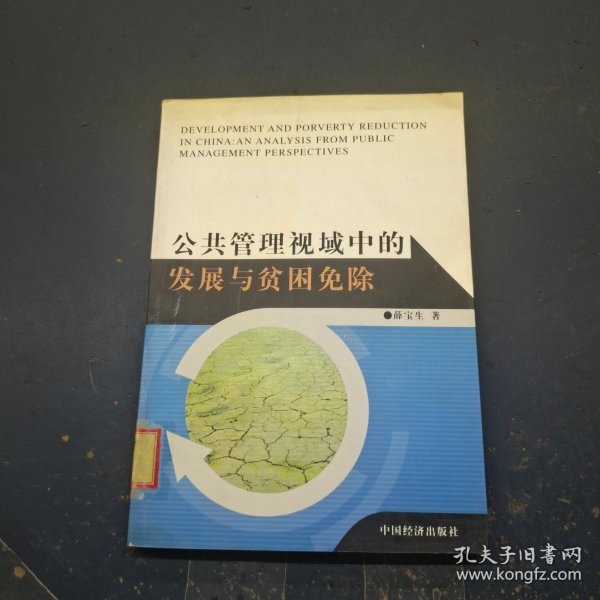 DEVELOPMENT AND PORVERTY REDUCTION
IN CHINA:AN ANALYSIS FROM PUBLIC
MANAGEMENT PERSPECTIVES
公共管理视域中的
发展与贫困免除
●薛宝生 著
中国经济出版社
孔夫子旧书网
www.kongfz.com